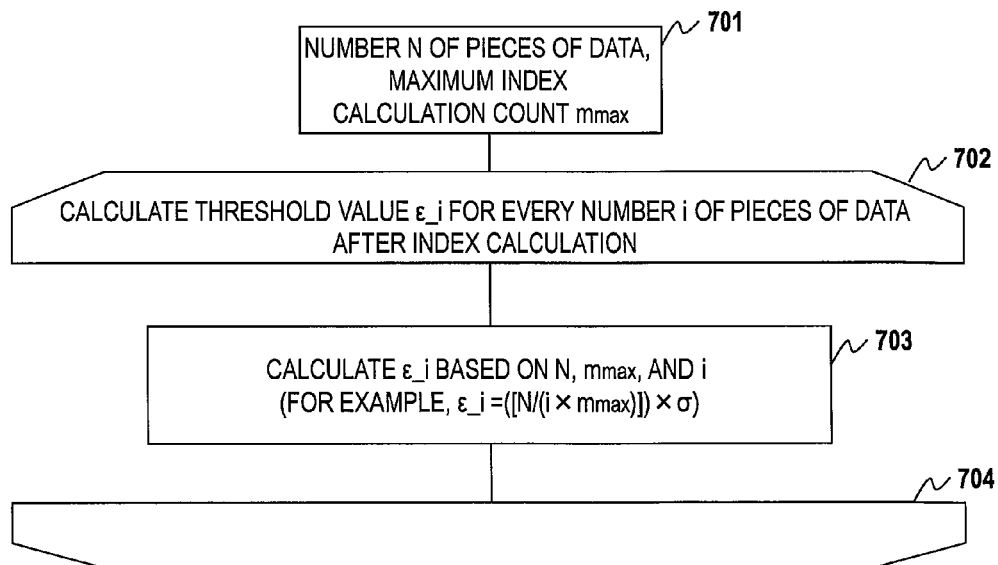 701
NUMBER N OF PIECES OF DATA,
MAXIMUM INDEX
CALCULATION COUNT mmax
702
CALCULATE THRESHOLD VALUE ε_i FOR EVERY NUMBER i OF PIECES OF DATA
AFTER INDEX CALCULATION
703
CALCULATE ε_i BASED ON N, mmax, AND i
(FOR EXAMPLE, ε_i =([N/(i × mmax)]) × σ)
704